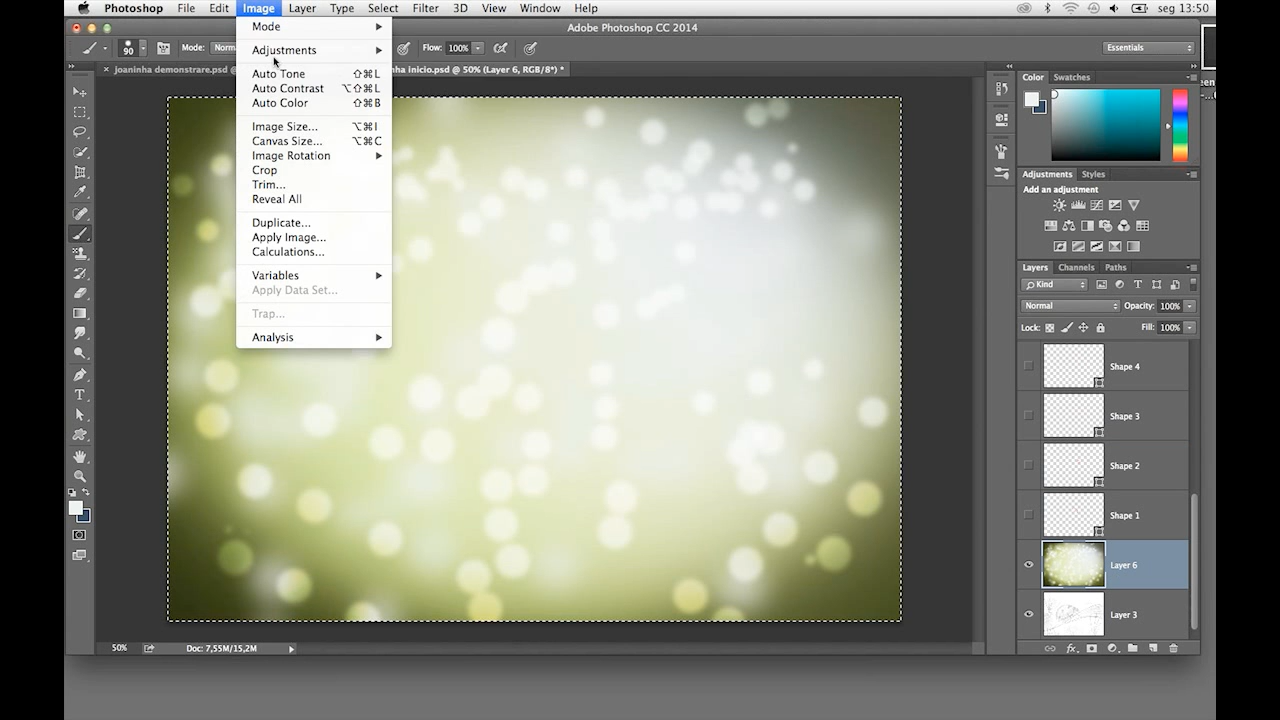 Photoshop File Edit Image Layer Type Select Filter 3D View Window Help seg 13:50
Adobe Photoshop CC 2014
90 Mode: Flow: 100% Essentials
joaninha demonstrare.psd @ nha inicio.psd @ 50% (Layer 6, RGB/8*) *
Mode
Adjustments
Auto Tone ⇧⌘L
Auto Contrast ⌥⇧⌘L
Auto Color ⇧⌘B
Image Size... ⌥⌘I
Canvas Size... ⌥⌘C
Image Rotation
Crop
Trim...
Reveal All
Duplicate...
Apply Image...
Calculations...
Variables
Apply Data Set...
Trap...
Analysis
Color Swatches
Adjustments Styles
Add an adjustment
Layers Channels Paths
Kind
Normal Opacity: 100%
Lock: Fill: 100%
Shape 4
Shape 3
Shape 2
Shape 1
Layer 6
Layer 3
50% Doc: 7,55M/15,2M